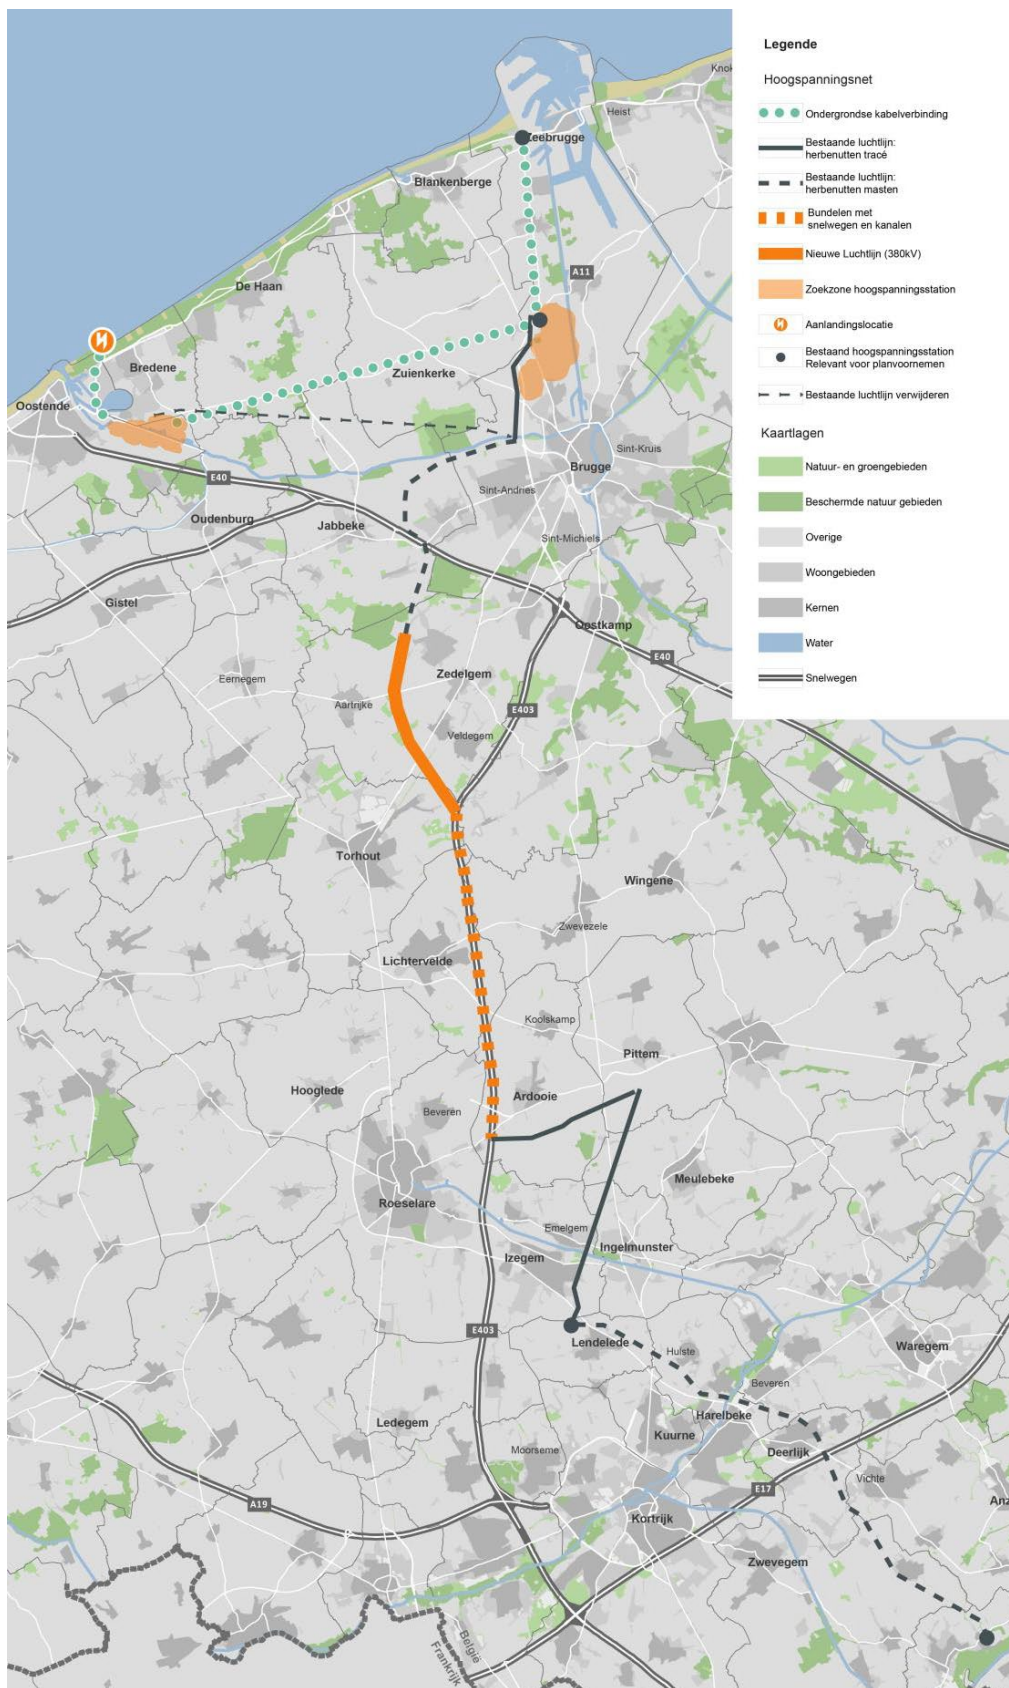 Legende
Hoogspanningsnet
Ondergrondse kabelverbinding
Bestaande luchtlijn:
herbenutten tracé
Bestaande luchtlijn:
herbenutten masten
Bundelen met
snelwegen en kanalen
Nieuwe Luchtlijn (380kV)
Zoekzone hoogspanningsstation
Aanlandingslocatie
Bestaand hoogspanningsstation
Relevant voor planvoornemen
Bestaande luchtlijn verwijderen
Kaartlagen
Natuur- en groengebieden
Beschermde natuur gebieden
Overige
Woongebieden
Kernen
Water
Snelwegen
Knok
Heist
Zeebrugge
Blankenberge
A11
De Haan
Bredene
Zuienkerke
Oostende
Sint-Kruis
Brugge
E40
Sint-Andries
Oudenburg
Jabbeke
Sint-Michiels
Gistel
Oostkamp
E40
Zedelgem
Eernegem
Aartrijke
E403
Veldegem
Torhout
Wingene
Zwevezele
Lichtervelde
Koolskamp
Pittem
Hooglede
Ardooie
Beveren
Meulebeke
Roeselare
Emelgem
Ingelmunster
Izegem
E403
Lendelede
Waregem
Hulste
Beveren
Harelbeke
Ledegem
Kuurne
Deerlijk
Moorseme
Vichte
E17
A19
Anz
Kortrijk
Zwevegem
België
Frankrijk